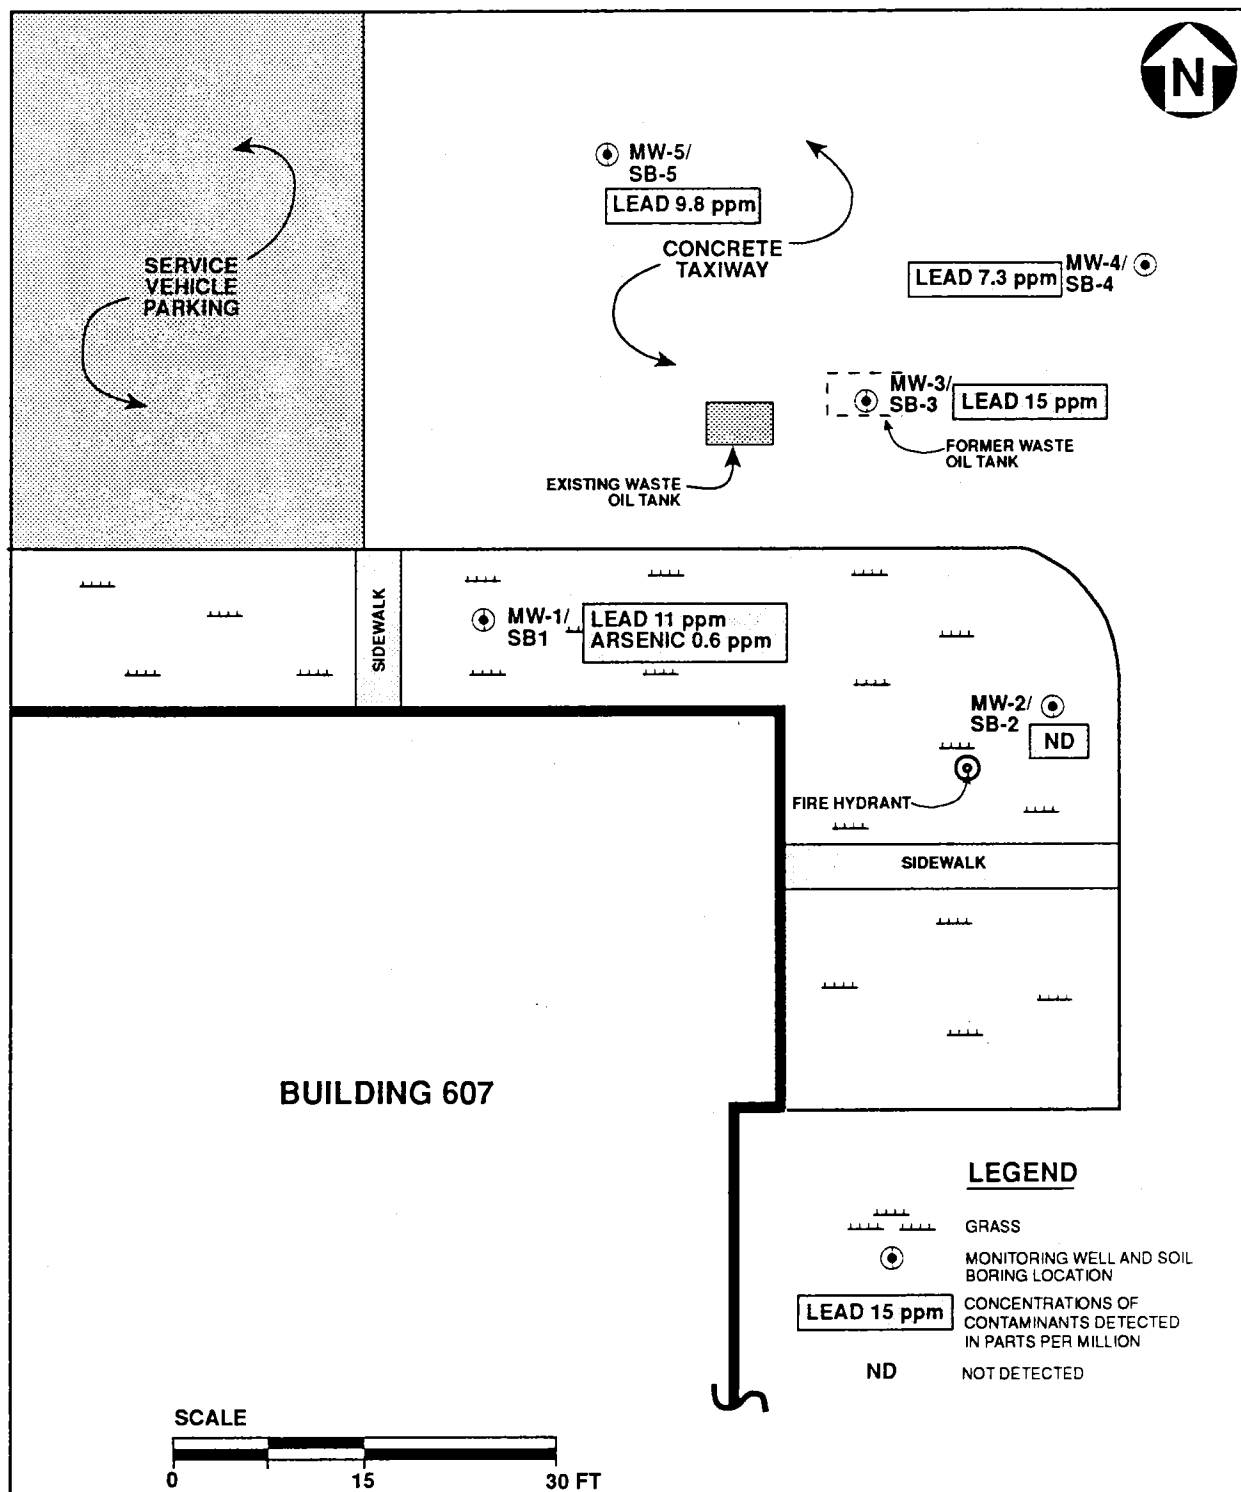 N
MW-5/
SB-5
LEAD 9.8 ppm
CONCRETE
TAXIWAY
SERVICE
VEHICLE
PARKING
LEAD 7.3 ppm
MW-4/
SB-4
MW-3/
SB-3
LEAD 15 ppm
FORMER WASTE
OIL TANK
EXISTING WASTE
OIL TANK
SIDEWALK
MW-1/
SB1
LEAD 11 ppm
ARSENIC 0.6 ppm
MW-2/
SB-2
ND
FIRE HYDRANT
SIDEWALK
BUILDING 607
LEGEND
GRASS
MONITORING WELL AND SOIL
BORING LOCATION
LEAD 15 ppm
CONCENTRATIONS OF
CONTAMINANTS DETECTED
IN PARTS PER MILLION
ND
NOT DETECTED
SCALE
0
15
30 FT